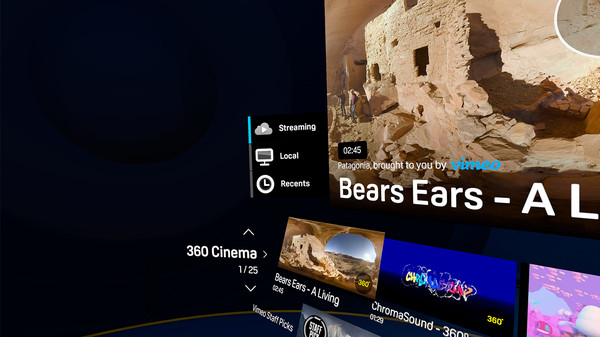 Streaming
Local
Recents
02:45
Patagonia, brought to you by vimeo
Bears Ears - A L
360 Cinema
1 / 25
360°
Bears Ears - A Living
02:45
360°
ChromaSound - 360°
01:29
Vimeo Staff Picks
STAFF
PICK